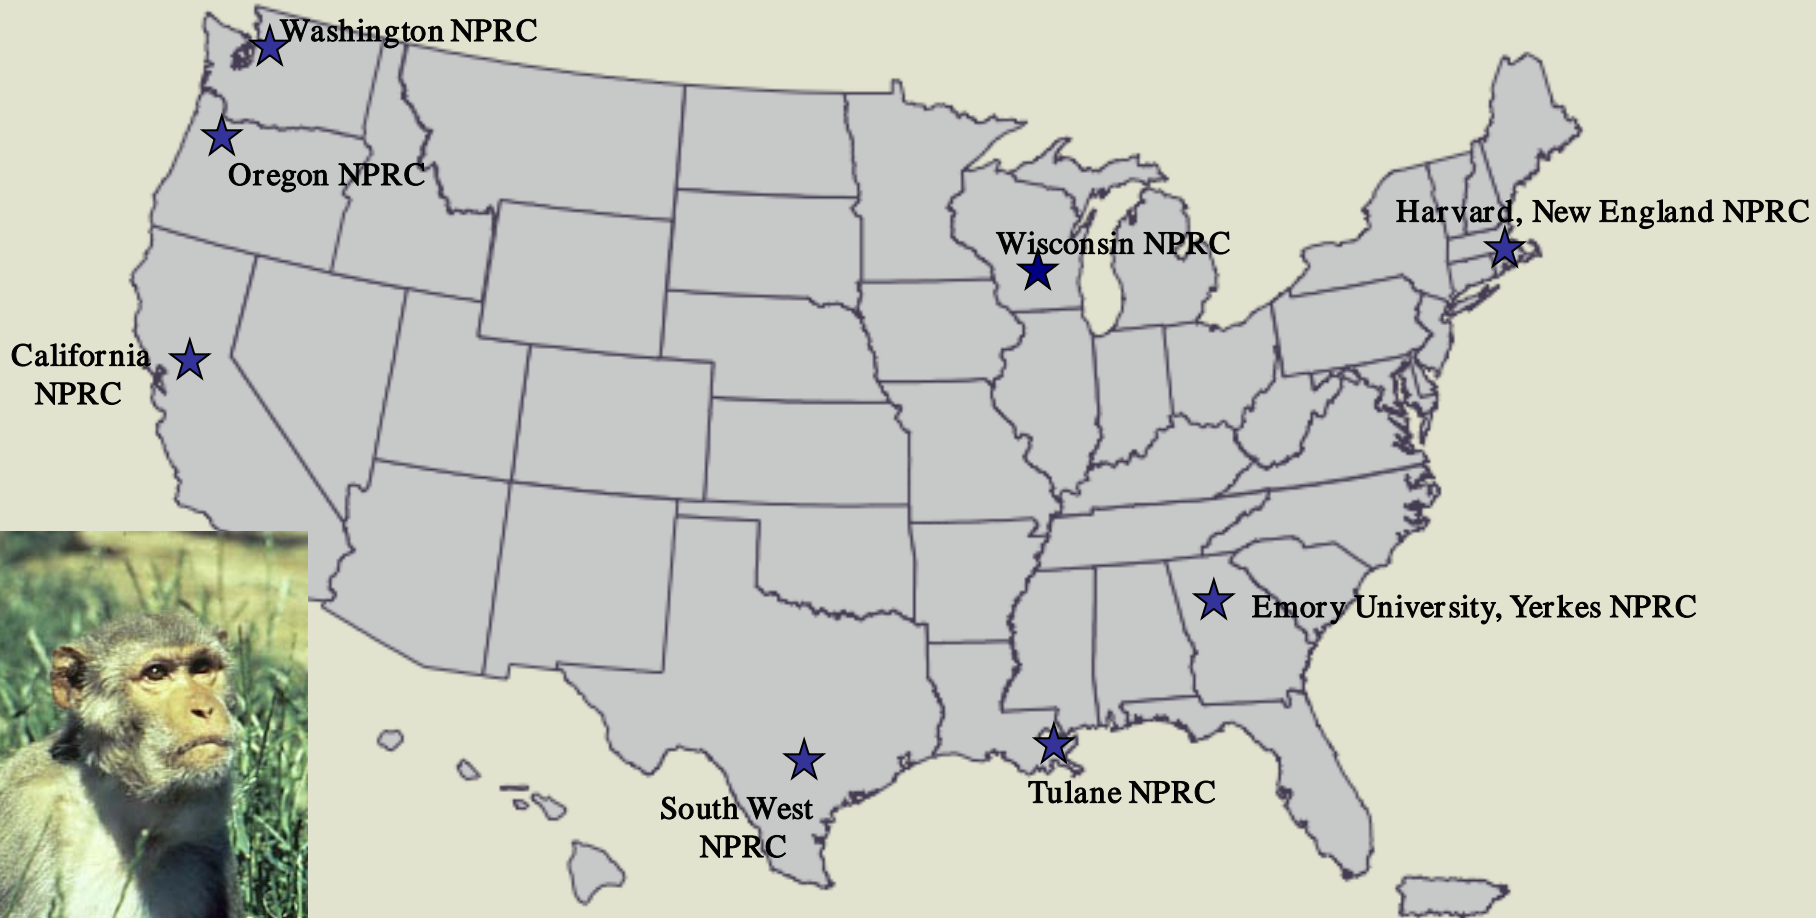 Washington NPRC
Oregon NPRC
Harvard, New England NPRC
Wisconsin NPRC
California
NPRC
Emory University, Yerkes NPRC
Tulane NPRC
South West
NPRC